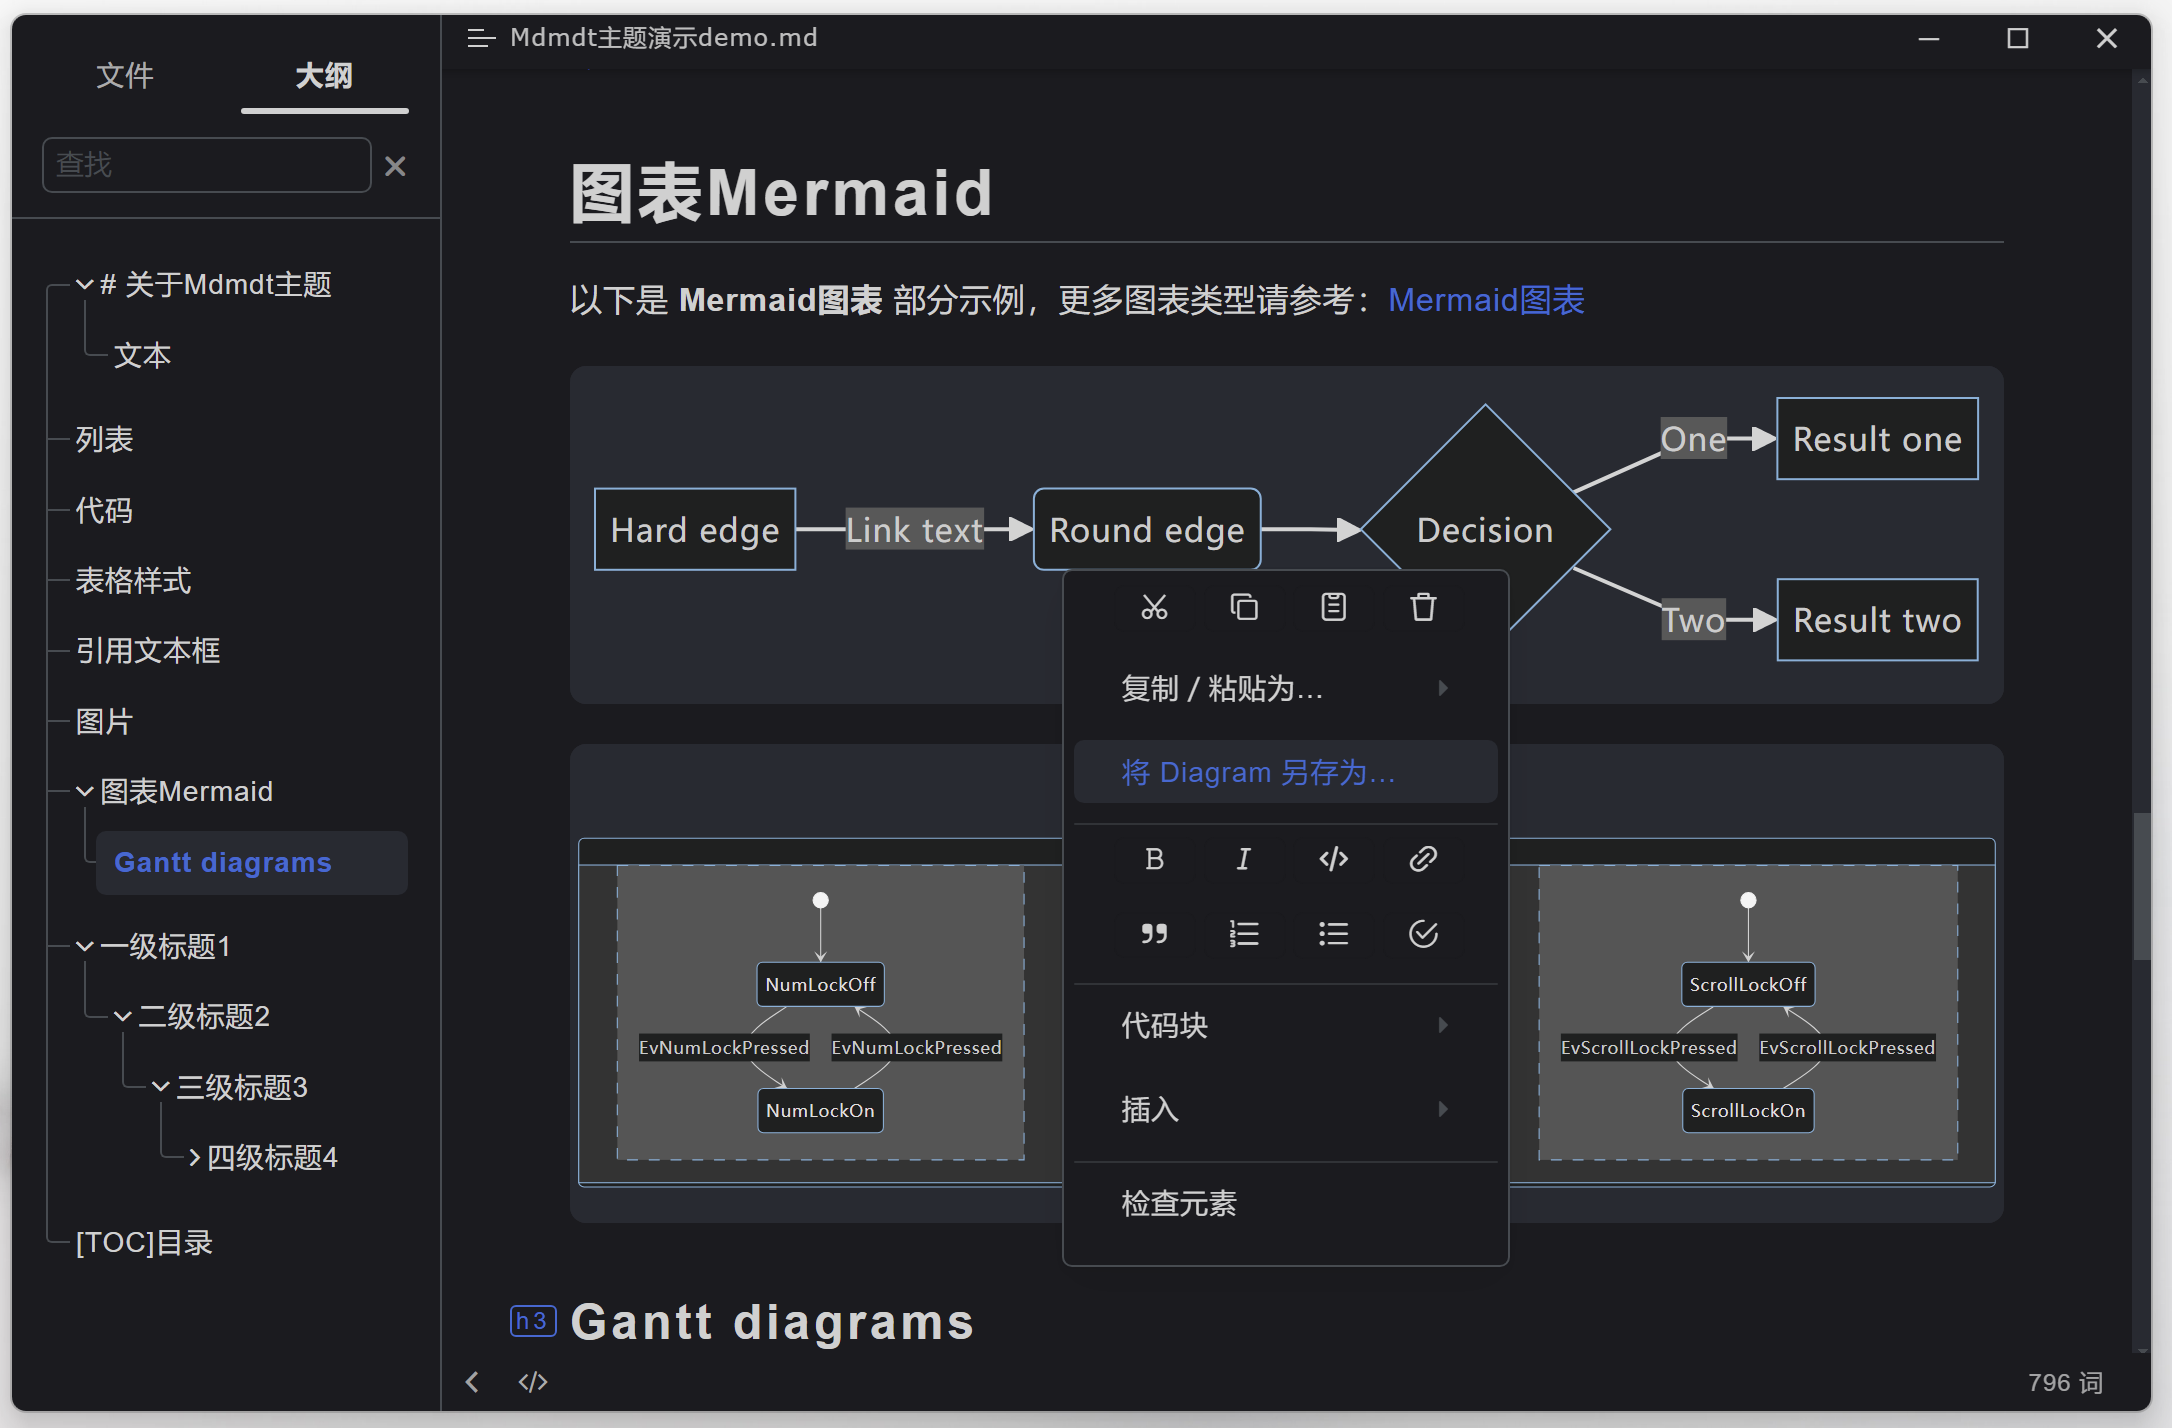 文件
大纲
查找
# 关于Mdmdt主题
文本
列表
代码
表格样式
引用文本框
图片
图表Mermaid
Gantt diagrams
一级标题1
二级标题2
三级标题3
四级标题4
[TOC]目录
Mdmdt主题演示demo.md
图表Mermaid
以下是 Mermaid图表 部分示例，更多图表类型请参考：Mermaid图表
Hard edge
Link text
Round edge
Decision
One
Result one
Two
Result two
复制 / 粘贴为...
将 Diagram 另存为...
B I </>
代码块
插入
检查元素
NumLockOff
EvNumLockPressed EvNumLockPressed
NumLockOn
ScrollLockOff
EvScrollLockPressed EvScrollLockPressed
ScrollLockOn
h3 Gantt diagrams
</>
796 词